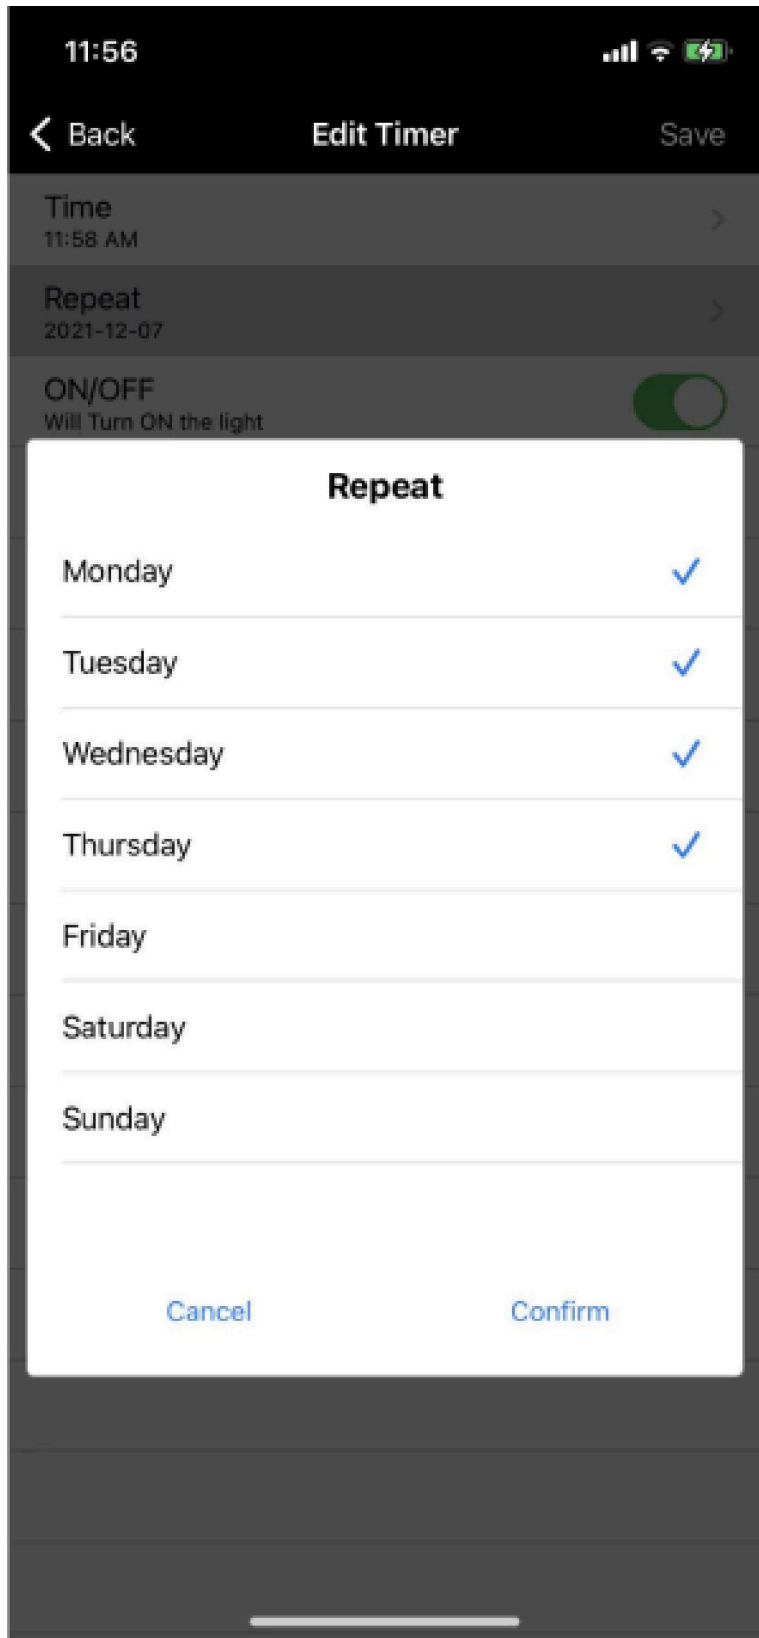 11:56
Back Edit Timer Save
Time
11:58 AM
Repeat
2021-12-07
ON/OFF
Will Turn ON the light
Repeat
Monday
Tuesday
Wednesday
Thursday
Friday
Saturday
Sunday
Cancel Confirm